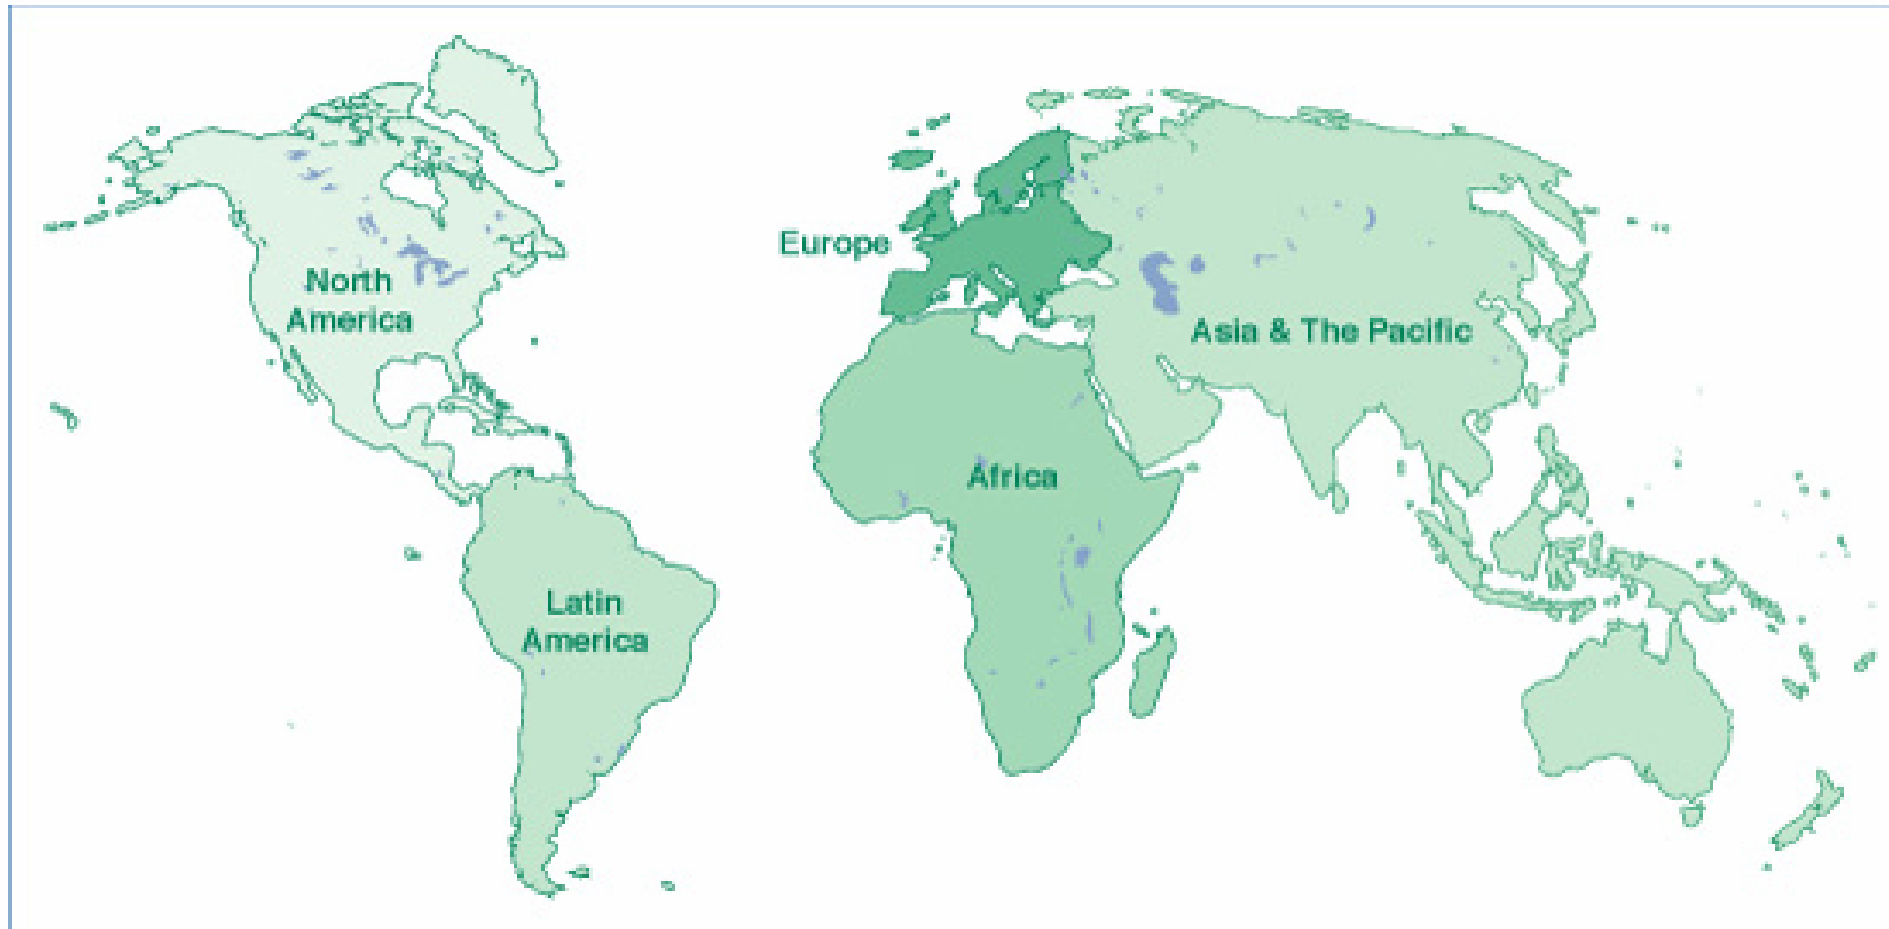 Europe
North
America
Asia & The Pacific
Africa
Latin
America